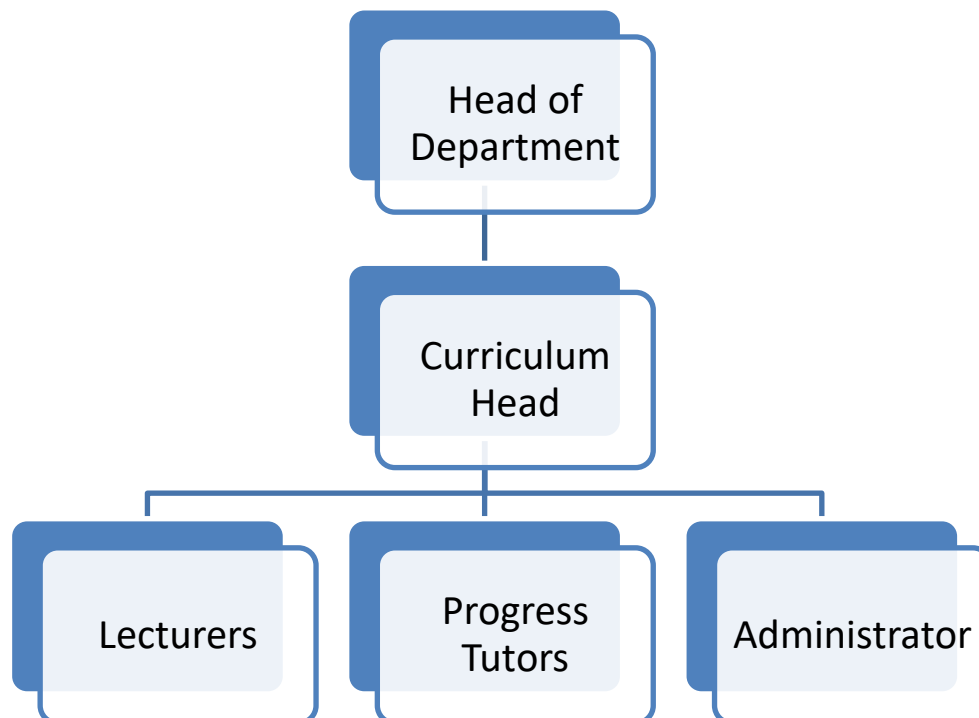 Head of
Department
Curriculum
Head
Lecturers
Progress
Tutors
Administrator